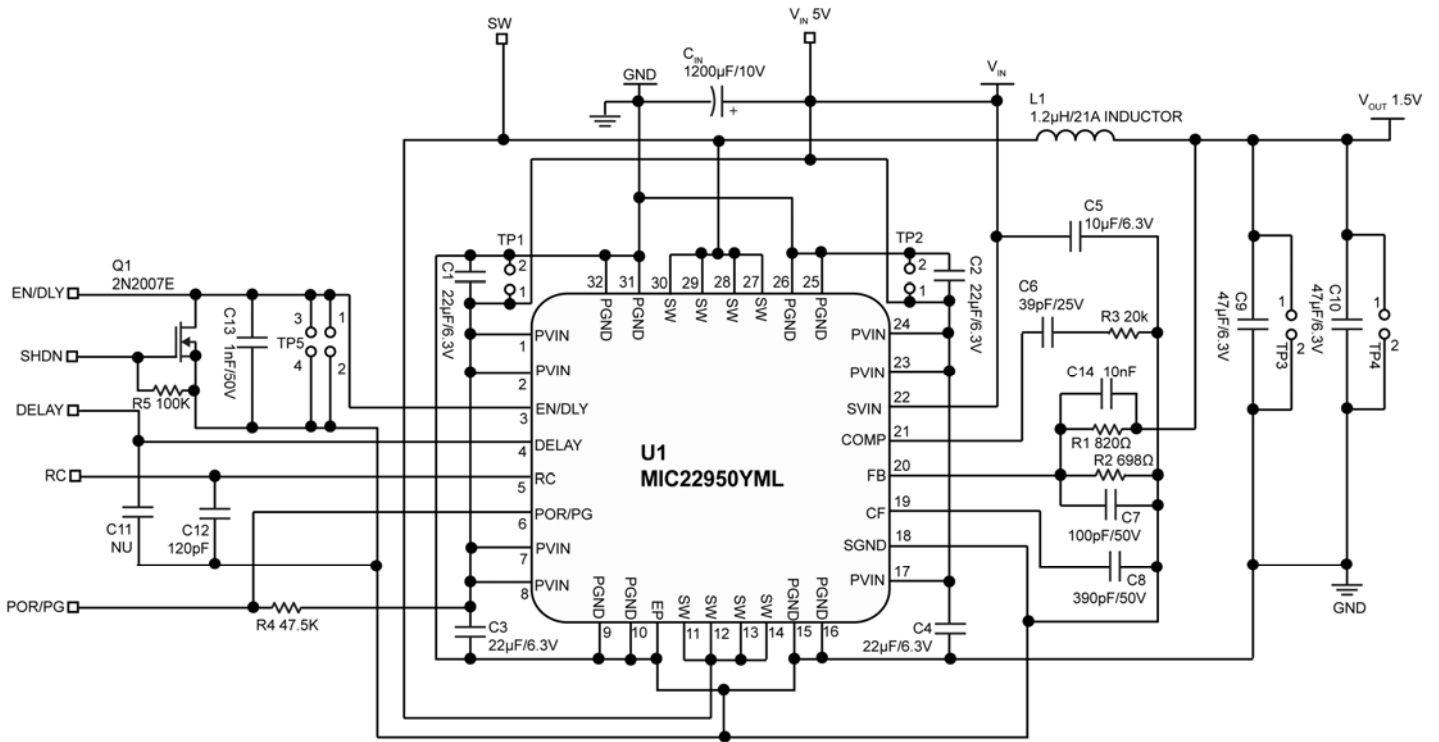 SW
V_IN 5V
C_IN
1200µF/10V
GND
V_IN
L1
1.2µH/21A INDUCTOR
V_OUT 1.5V
+
C5
10µF/6.3V
TP1
2
1
TP2
2
1
C1 22µF/6.3V
C2 22µF/6.3V
32 31 30 29 28 27 26 25
PGND PGND SW SW SW SW PGND PGND
Q1
2N2007E
EN/DLY
SHDN
DELAY
RC
POR/PG
C13 1nF/50V
3 1
TP5
4 2
R5 100K
C11
NU
C12
120pF
R4 47.5K
C3
22µF/6.3V
PVIN
1
PVIN
2
EN/DLY
3
DELAY
4
RC
5
POR/PG
6
PVIN
7
PVIN
8
U1
MIC22950YML
PVIN 24
PVIN 23
SVIN 22
COMP 21
FB 20
CF 19
SGND 18
PVIN 17
PGND PGND EP SW SW SW SW PGND PGND
9 10 11 12 13 14 15 16
C4
22µF/6.3V
C6
39pF/25V
R3 20k
C14 10nF
R1 820Ω
R2 698Ω
C7
100pF/50V
C8
390pF/50V
C9
47µF/6.3V
1
2
TP3
C10
47µF/6.3V
1
2
TP4
GND